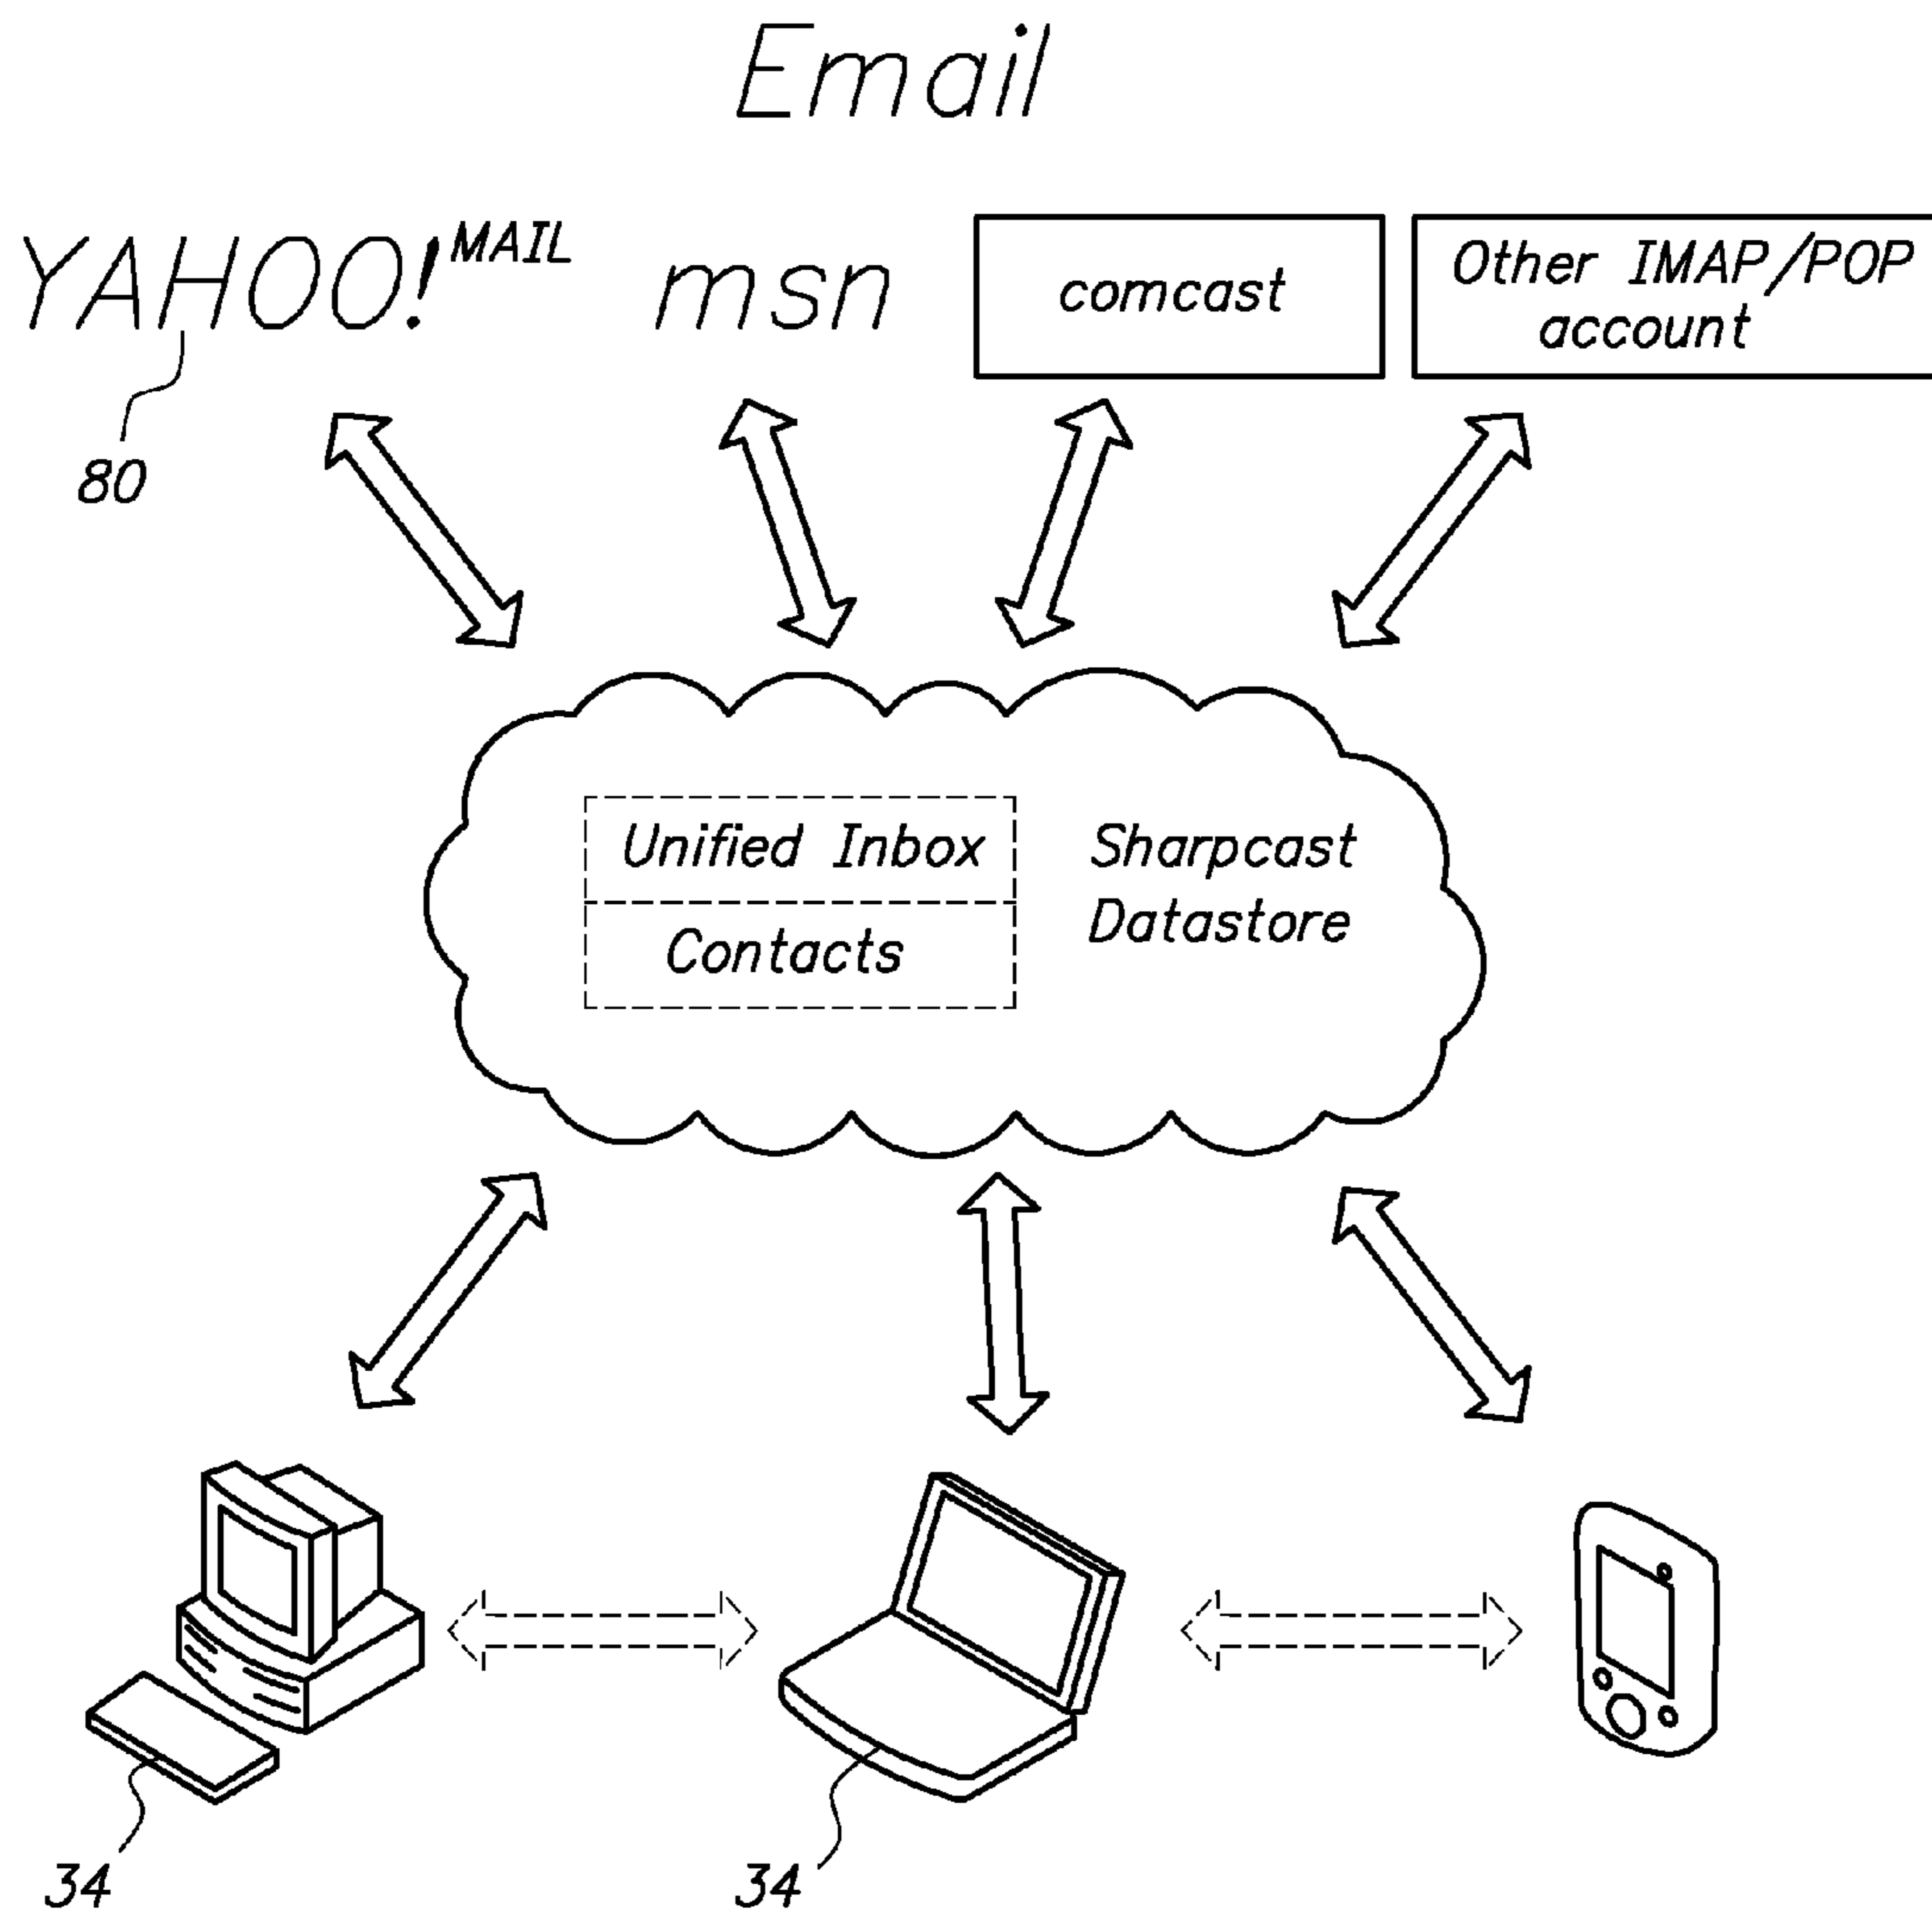 Email
YAHOO! MAIL
msn
comcast
Other IMAP/POP
account
80
Unified Inbox
Contacts
Sharpcast
Datastore
34
34